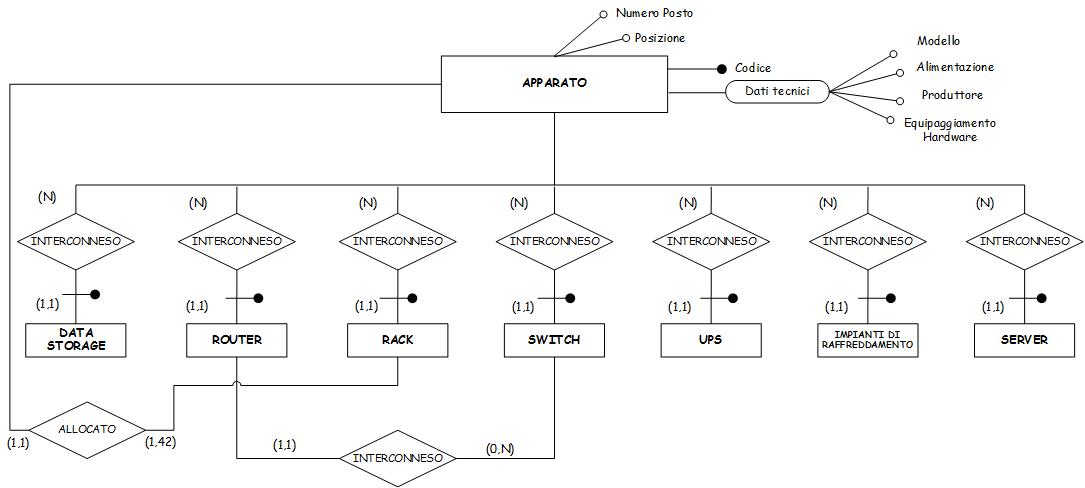 Numero Posto
Posizione
Modello
APPARATO
Codice
Alimentazione
Dati tecnici
Produttore
Equipaggiamento
Hardware
(N) (N) (N) (N) (N) (N) (N)
INTERCONNESO INTERCONNESO INTERCONNESO INTERCONNESO INTERCONNESO INTERCONNESO INTERCONNESO
(1,1) (1,1) (1,1) (1,1) (1,1) (1,1) (1,1)
DATA
STORAGE
ROUTER
RACK
SWITCH
UPS
IMPIANTI DI
RAFFREDDAMENTO
SERVER
ALLOCATO
(1,1) (1,42)
(1,1) (0,N)
INTERCONNESO